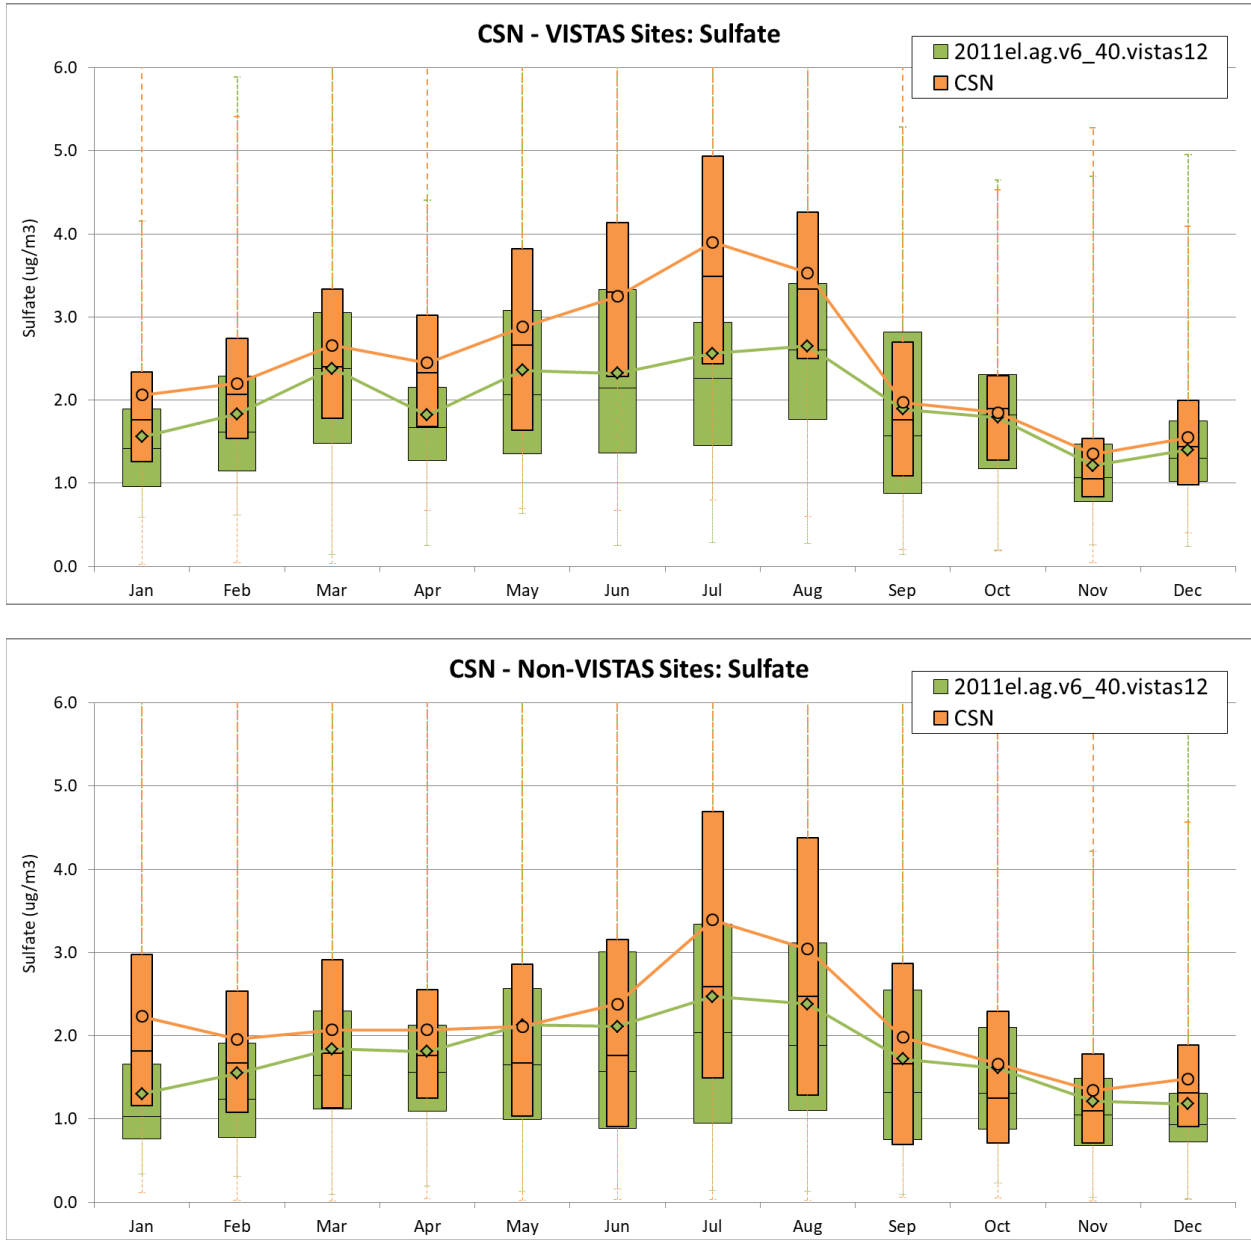 CSN - VISTAS Sites: Sulfate
2011el.ag.v6_40.vistas12
CSN
6.0
5.0
4.0
3.0
2.0
1.0
0.0
Sulfate (ug/m3)
Jan Feb Mar Apr May Jun Jul Aug Sep Oct Nov Dec
CSN - Non-VISTAS Sites: Sulfate
2011el.ag.v6_40.vistas12
CSN
6.0
5.0
4.0
3.0
2.0
1.0
0.0
Sulfate (ug/m3)
Jan Feb Mar Apr May Jun Jul Aug Sep Oct Nov Dec